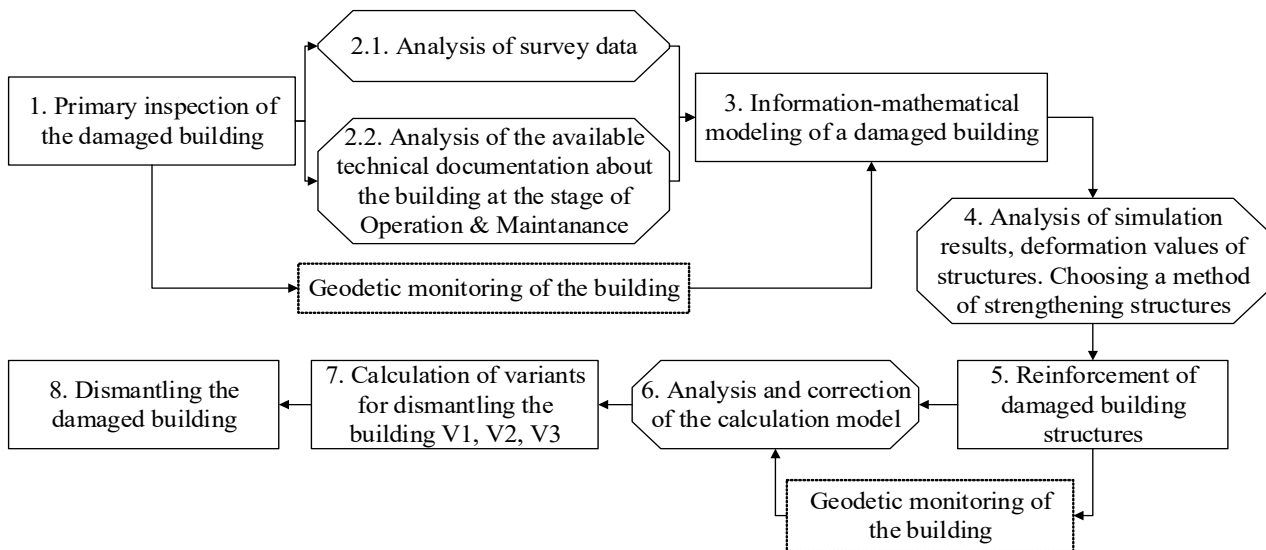 2.1. Analysis of survey data
1. Primary inspection of
the damaged building
2.2. Analysis of the available
technical documentation about
the building at the stage of
Operation & Maintanance
3. Information-mathematical
modeling of a damaged building
Geodetic monitoring of the building
4. Analysis of simulation
results, deformation values of
structures. Choosing a method
of strengthening structures
8. Dismantling the
damaged building
7. Calculation of variants
for dismantling the
building V1, V2, V3
6. Analysis and correction
of the calculation model
5. Reinforcement of
damaged building
structures
Geodetic monitoring of
the building